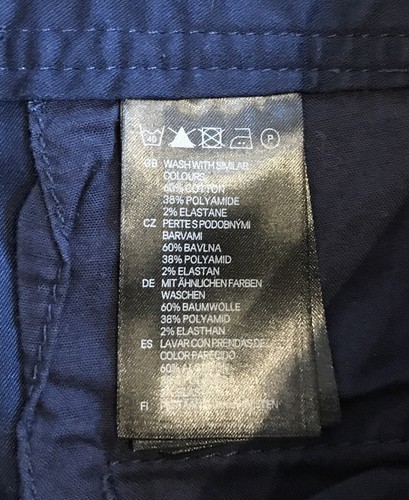 40 P
GB WASH WITH SIMILAR
COLOURS
60% COTTON
38% POLYAMIDE
2% ELASTANE
CZ PERTE S PODOBNÝMI
BARVAMI
60% BAVLNA
38% POLYAMID
2% ELASTAN
DE MIT ÄHNLICHEN FARBEN
WASCHEN
60% BAUMWOLLE
38% POLYAMID
2% ELASTHAN
ES LAVAR CON PRENDAS DE
COLOR PARECIDO
60%
FI